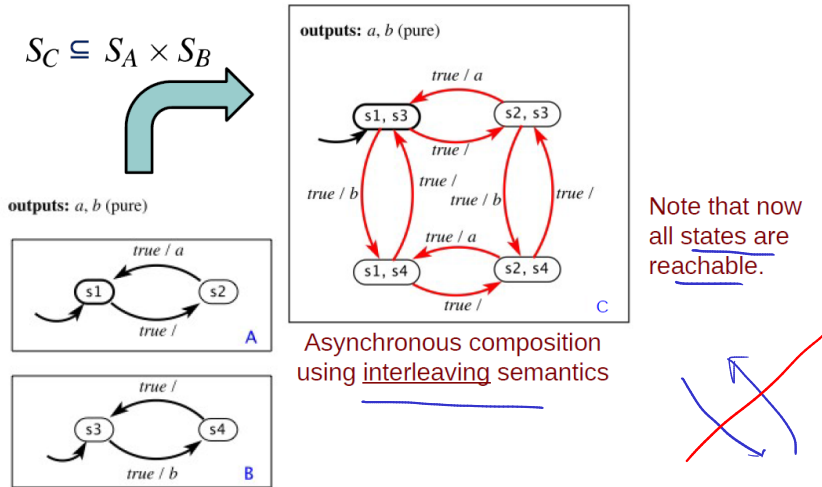 S_C ⊆ S_A × S_B
outputs: a, b (pure)
true / a
s1
s2
true /
A
true /
s3
s4
true / b
B
outputs: a, b (pure)
true / a
s1, s3
s2, s3
true /
true / b
true /
true / b
true /
true / a
s1, s4
s2, s4
true /
C
Asynchronous composition
using interleaving semantics
Note that now
all states are
reachable.